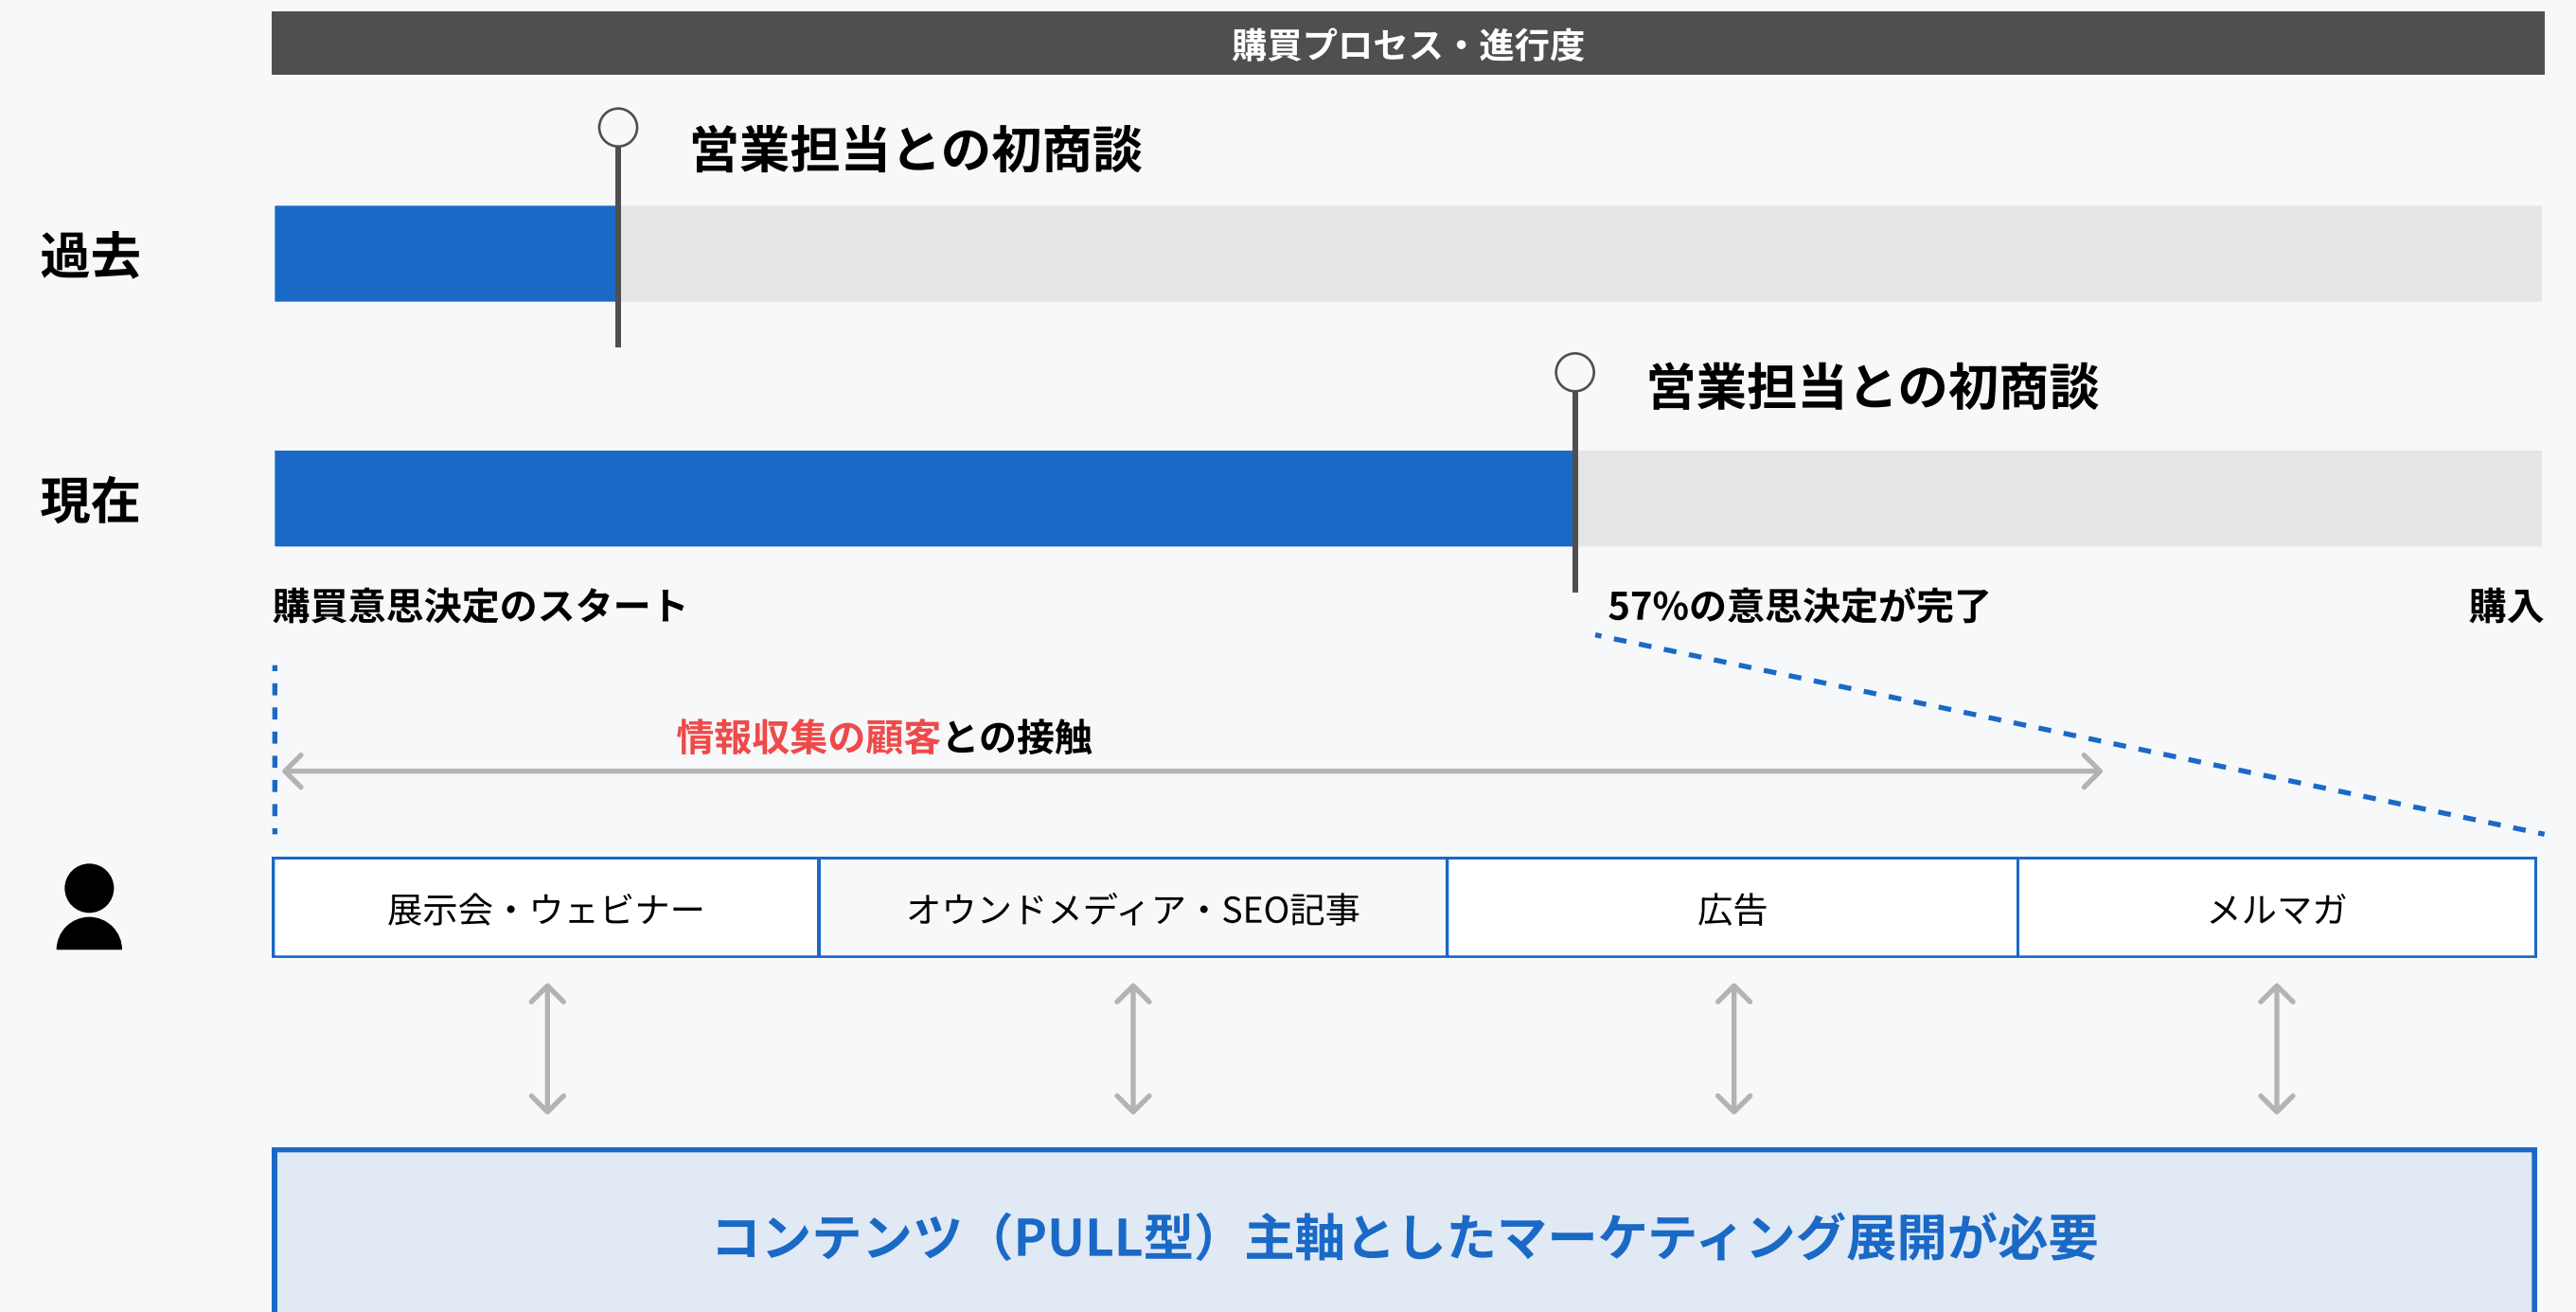 購買プロセス・進行度
営業担当との初商談
過去
営業担当との初商談
現在
購買意思決定のスタート
57%の意思決定が完了
購入
情報収集の顧客との接触
展示会・ウェビナー
オウンドメディア・SEO記事
広告
メルマガ
コンテンツ（PULL型）主軸としたマーケティング展開が必要